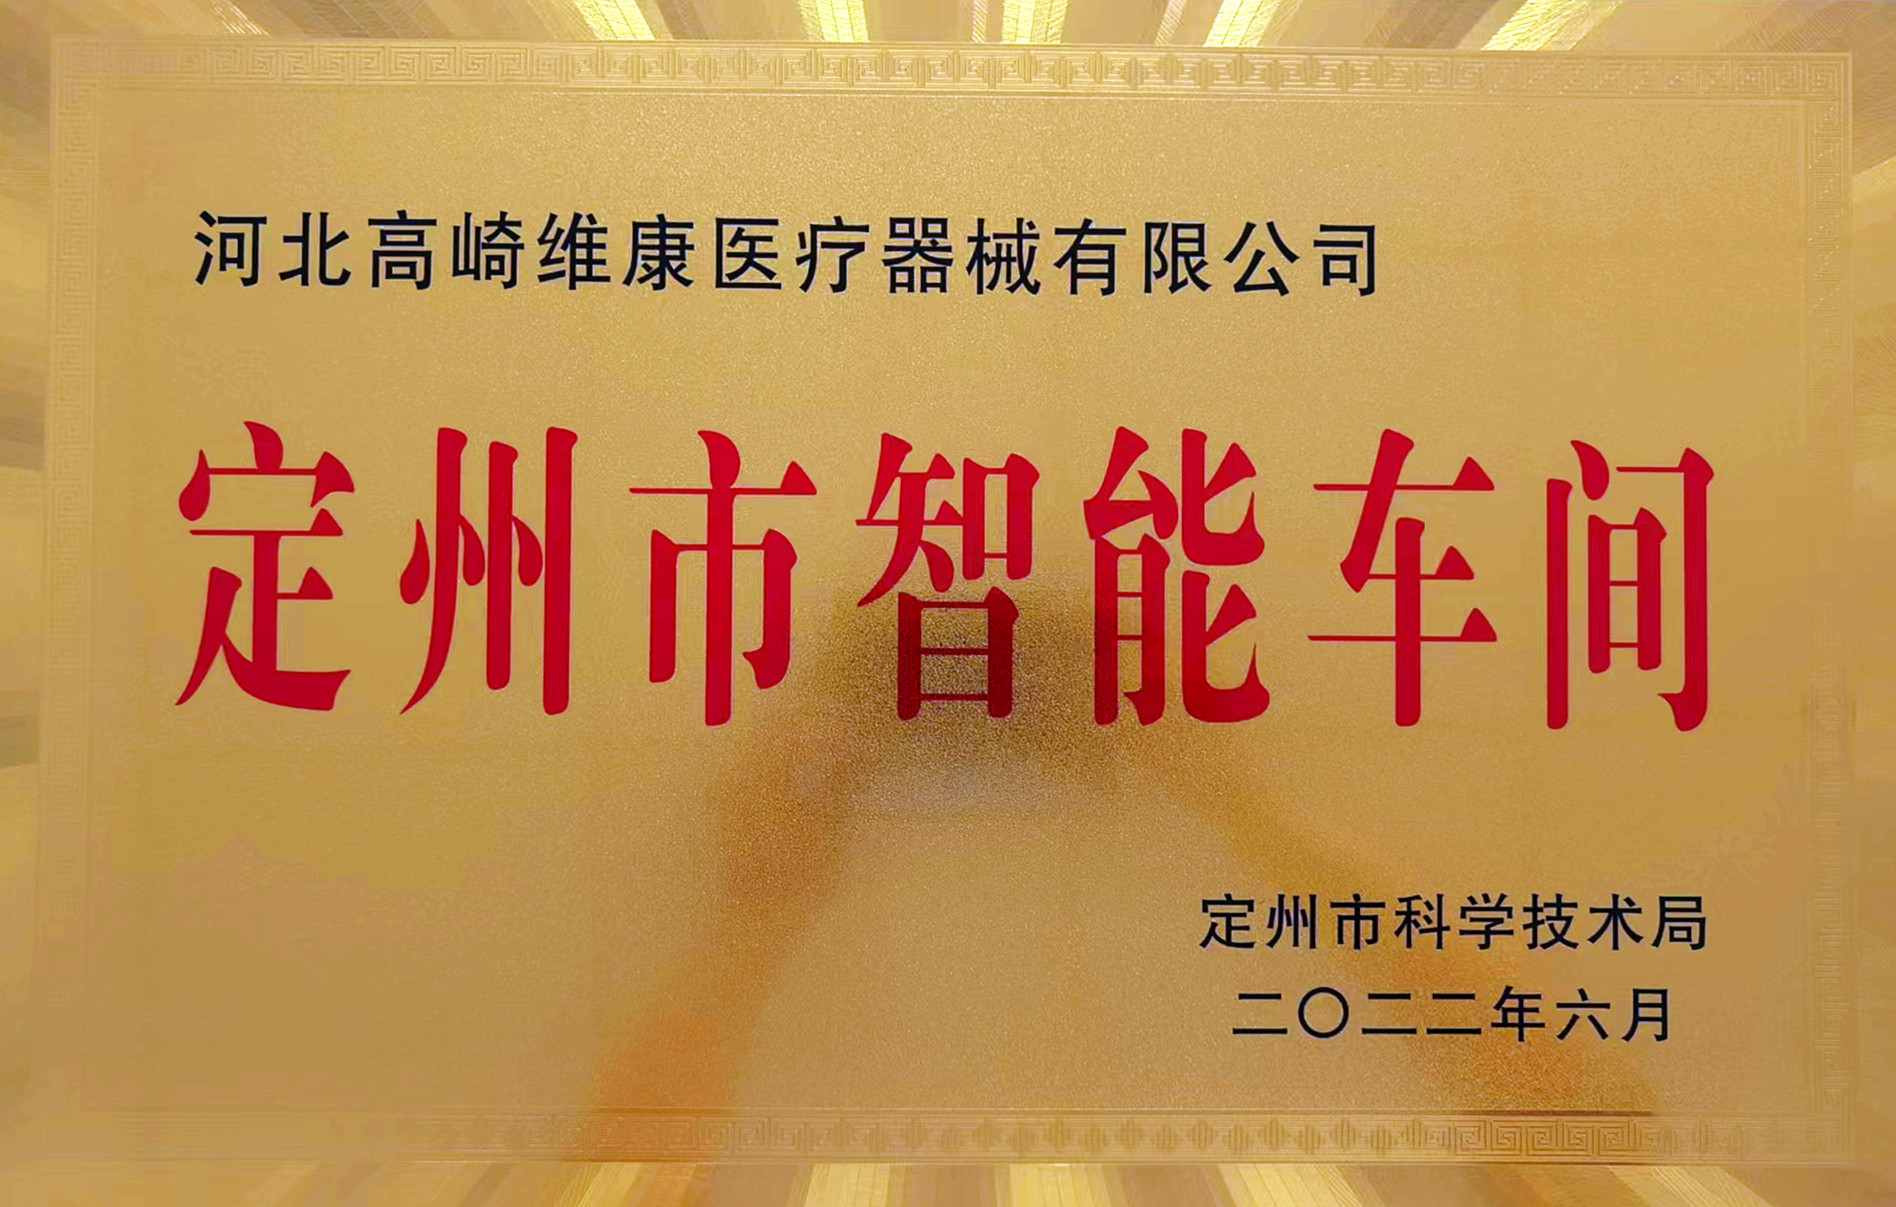 河北高崎维康医疗器械有限公司
定州市智能车间
定州市科学技术局
二〇二二年六月